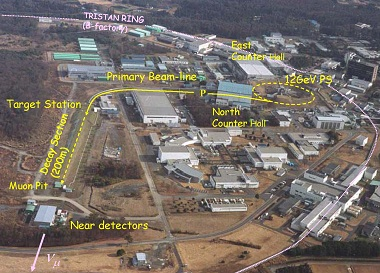 TRISTAN RING
(B-factory)
East
Counter Hall
Primary Beam-line
12GeV PS
P
Target Station
North
Counter Hall
Decay Section
(200m)
Muon Pit
Near detectors
νμ